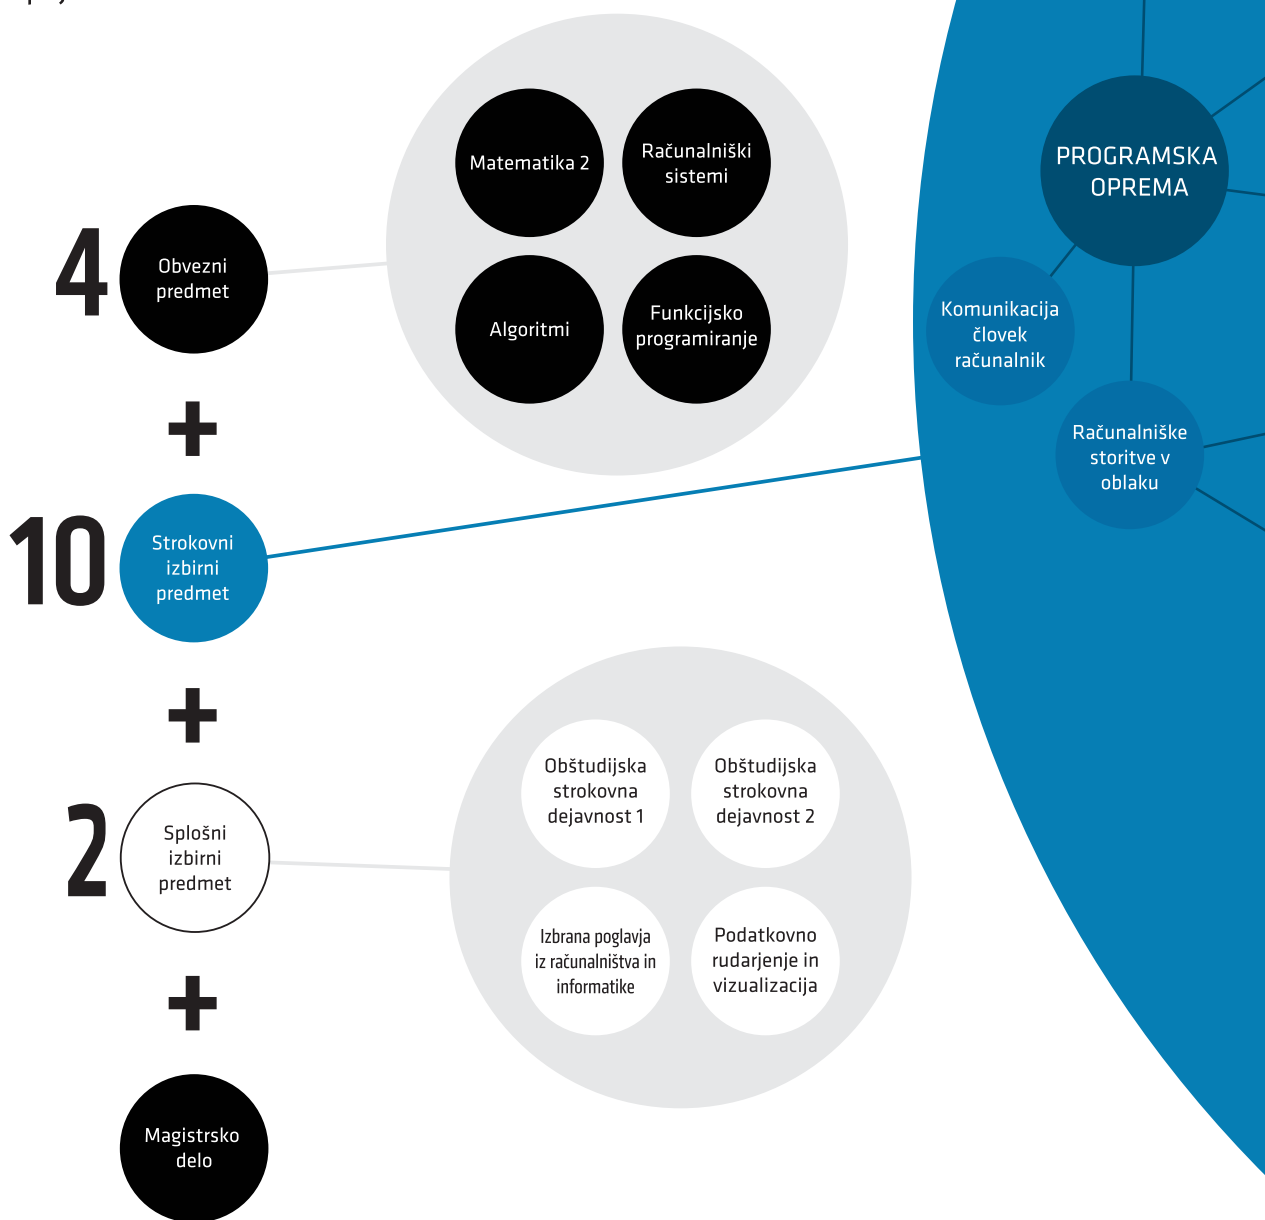 4
Obvezni
predmet
+
10
Strokovni
izbirni
predmet
+
2
Splošni
izbirni
predmet
+
Magistrsko
delo
Matematika 2
Računalniški
sistemi
Algoritmi
Funkcijsko
programiranje
Obštudijska
strokovna
dejavnost 1
Obštudijska
strokovna
dejavnost 2
Izbrana poglavja
iz računalništva in
informatike
Podatkovno
rudarjenje in
vizualizacija
PROGRAMSKA
OPREMA
Komunikacija
človek
računalnik
Računalniške
storitve v
oblaku